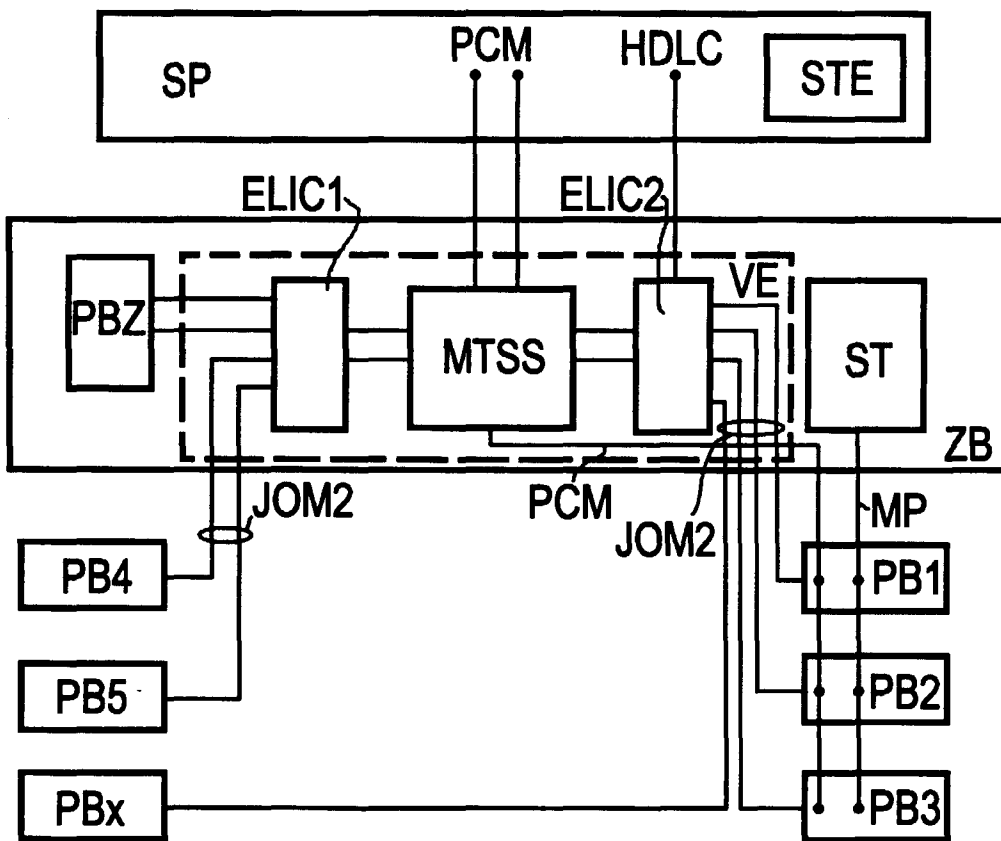 SP
PCM
HDLC
STE
ELIC1
ELIC2
PBZ
MTSS
VE
ST
ZB
JOM2
PCM
JOM2
MP
PB4
PB1
PB5
PB2
PBx
PB3